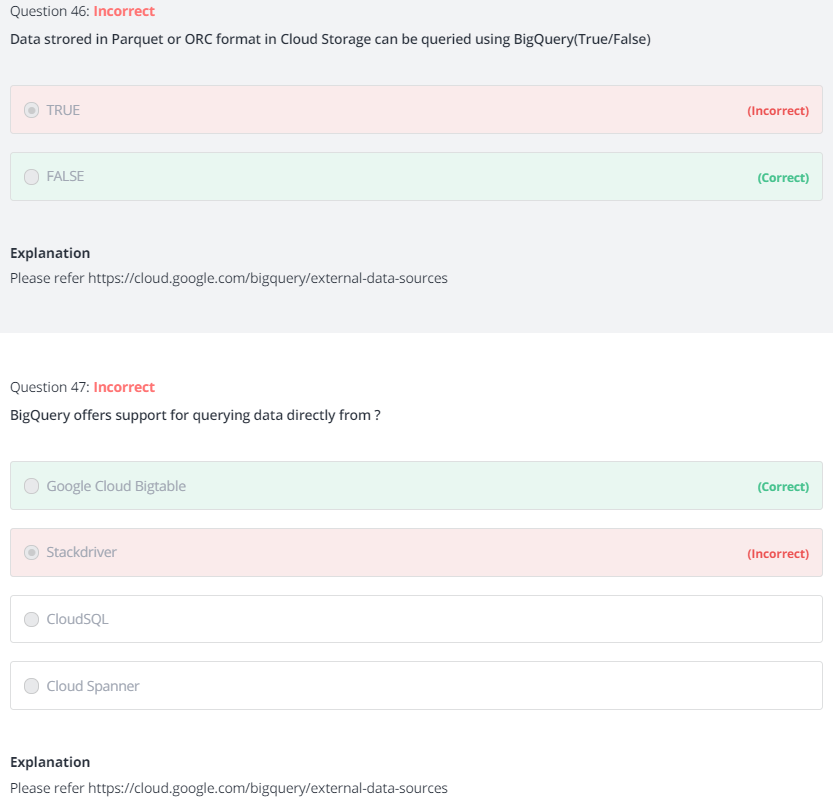 Question 46: Incorrect
Data strored in Parquet or ORC format in Cloud Storage can be queried using BigQuery(True/False)
TRUE (Incorrect)
FALSE (Correct)
Explanation
Please refer https://cloud.google.com/bigquery/external-data-sources
Question 47: Incorrect
BigQuery offers support for querying data directly from ?
Google Cloud Bigtable (Correct)
Stackdriver (Incorrect)
CloudSQL
Cloud Spanner
Explanation
Please refer https://cloud.google.com/bigquery/external-data-sources